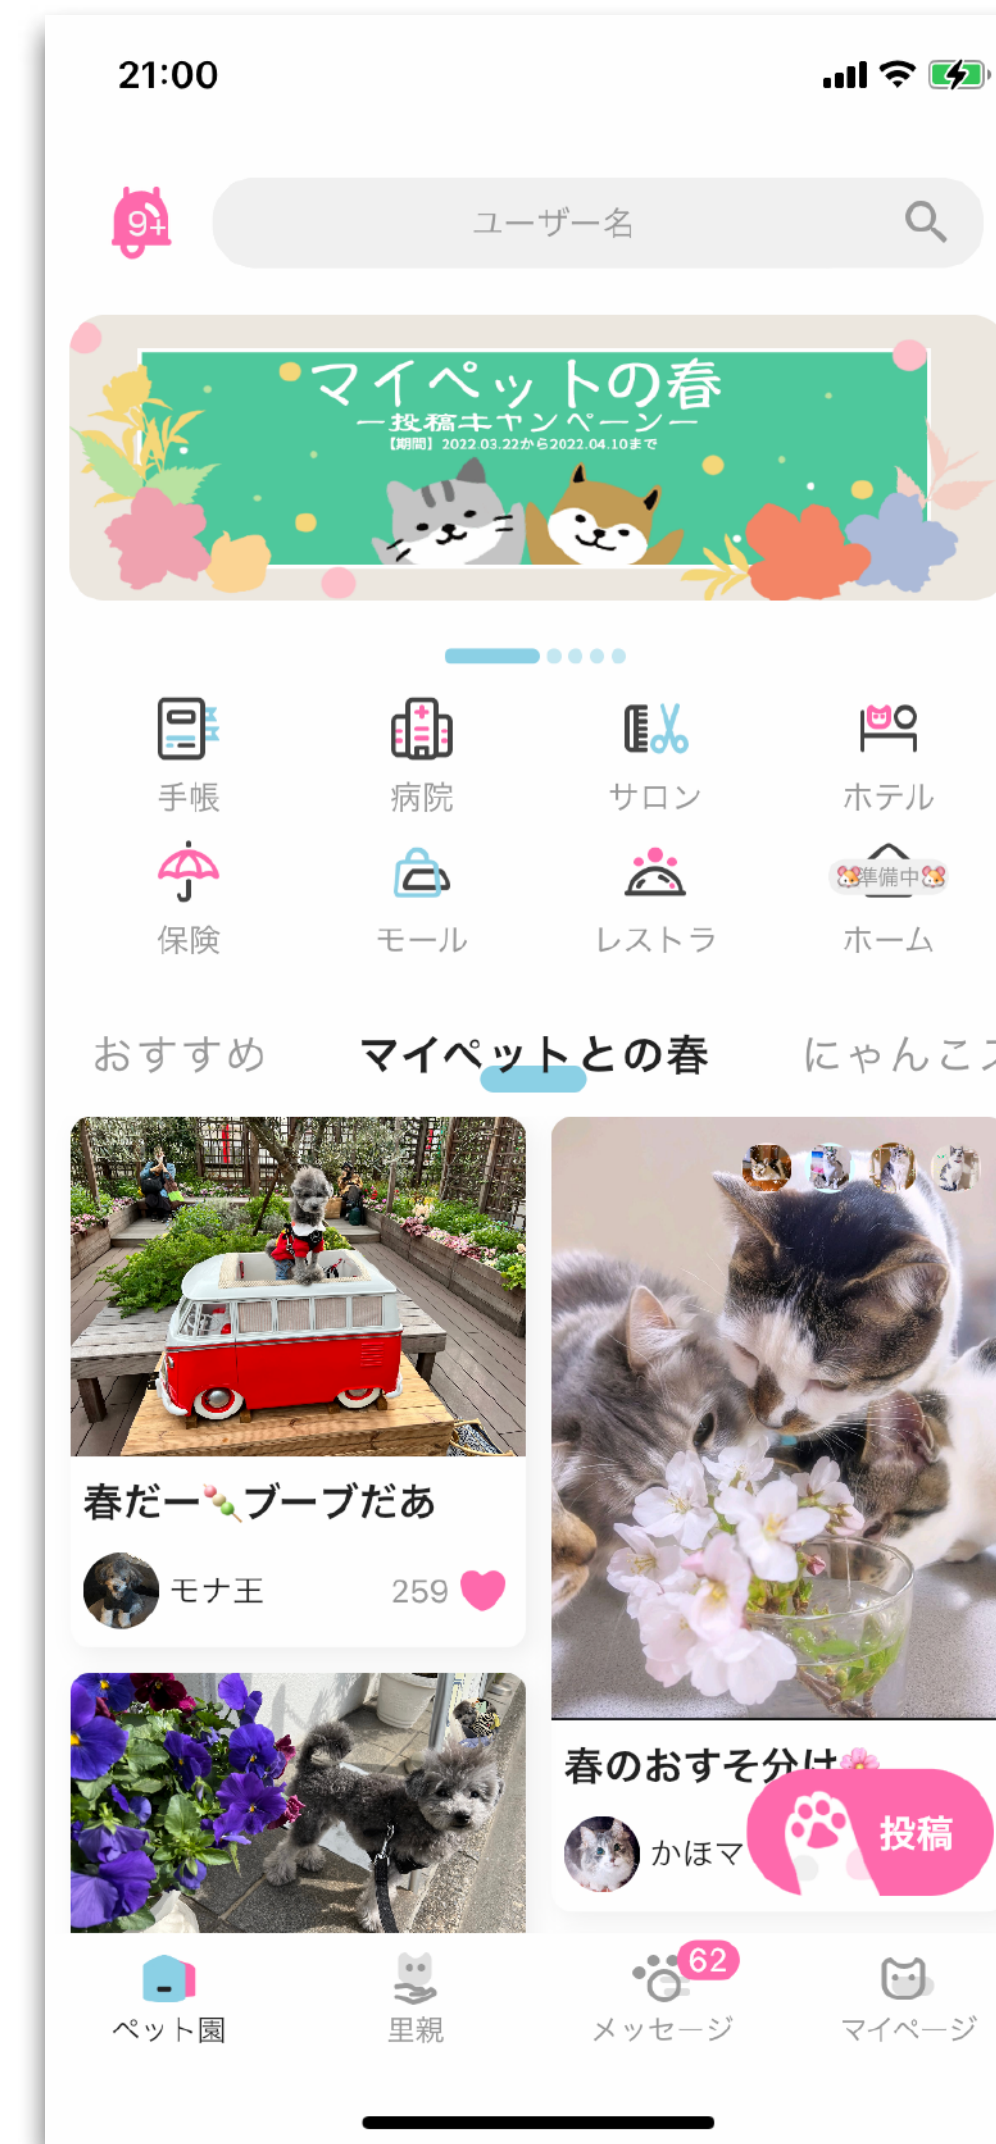 21:00
9+
ユーザー名
マイペットの春
ー投稿キャンペーンー
【期間】2022.03.22から2022.04.10まで
手帳
病院
サロン
ホテル
🐹準備中🐹
保険
モール
レストラ
ホーム
おすすめ
マイペットとの春
にゃんこス
春だー🍡ブーブだあ
モナ王
259
春のおすそ分け🌸
かほマ
投稿
62
ペット園
里親
メッセージ
マイページ